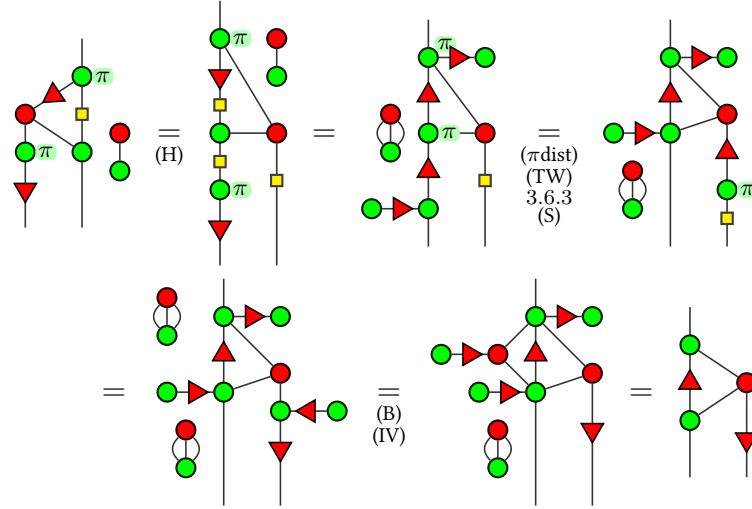 π π
= = = =
π π
(H) (πdist)
π (TW)
π 3.6.3
(S) π
= = =
(B)
(IV)